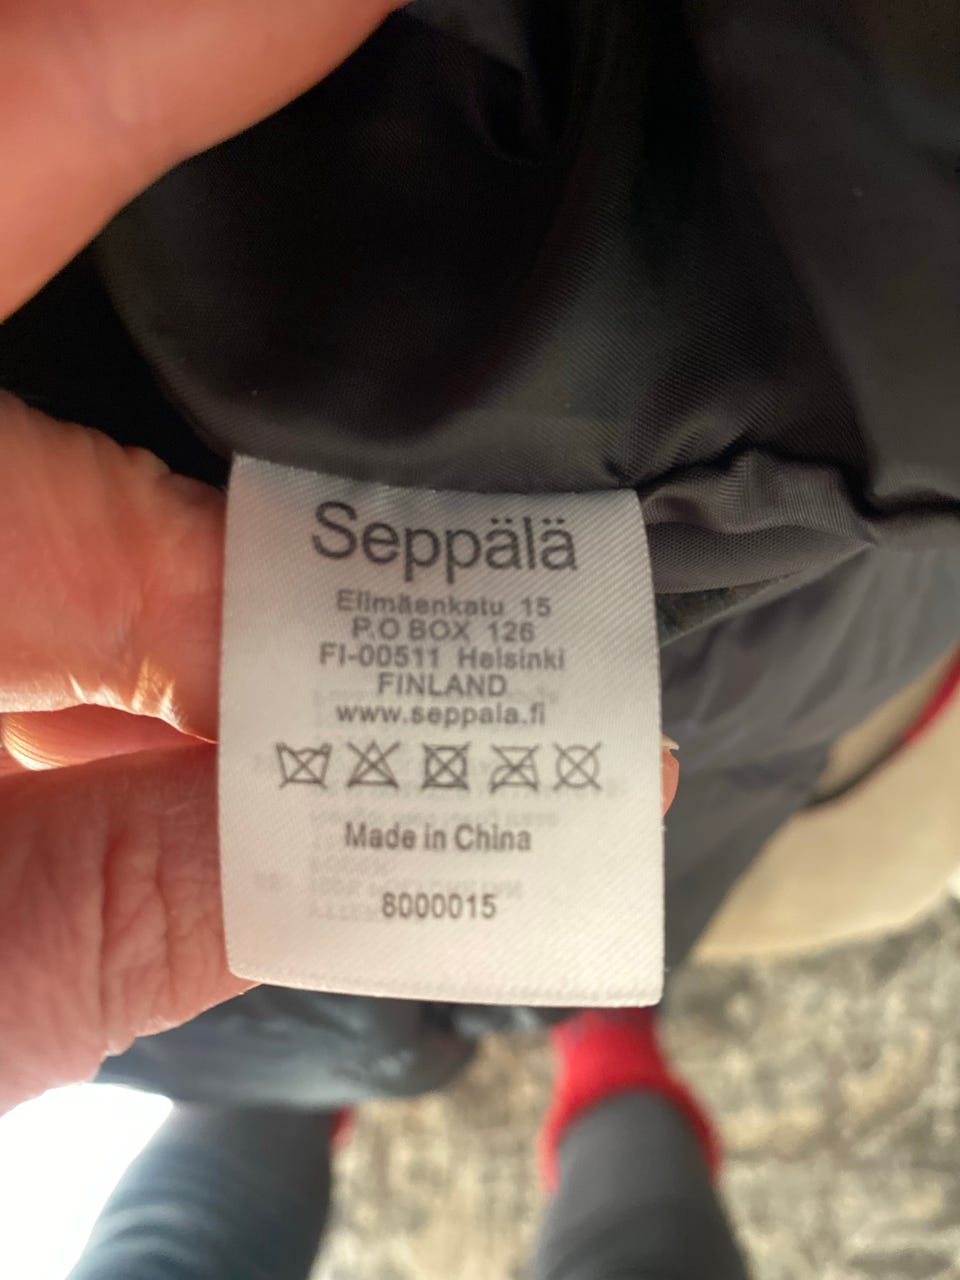 Seppälä
Elimäenkatu 15
P.O BOX 126
FI-00511 Helsinki
FINLAND
www.seppala.fi
Made in China
8000015